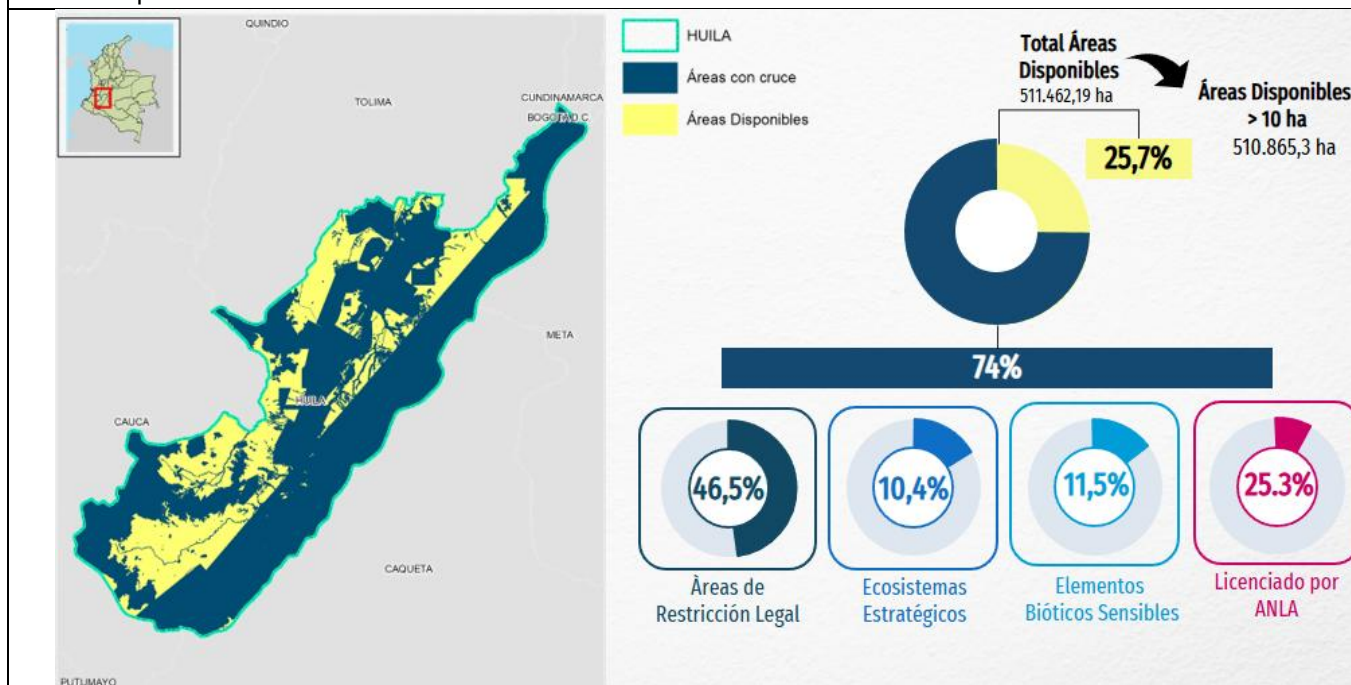 QUINDIO
TOLIMA
CUNDINAMARCA
BOGOTA D.C.
META
HUILA
CAUCA
CAQUETA
PUTUMAYO
HUILA
Áreas con cruce
Áreas Disponibles
Total Áreas
Disponibles
511.462,19 ha
Áreas Disponibles
> 10 ha
510.865,3 ha
25,7%
74%
46,5%
10,4%
11,5%
25.3%
Àreas de
Restricción Legal
Ecosistemas
Estratégicos
Elementos
Bióticos Sensibles
Licenciado por
ANLA